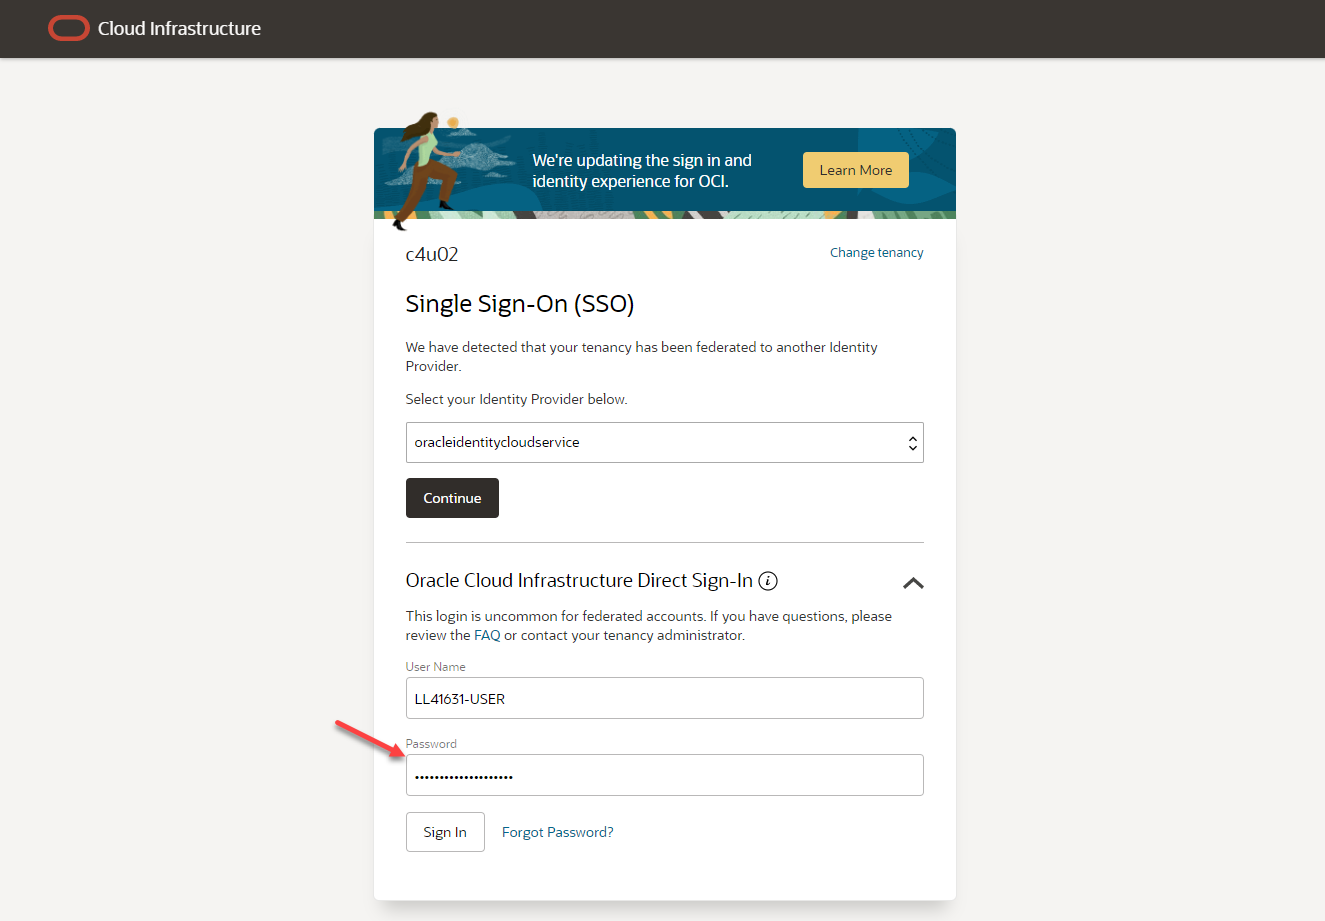 Cloud Infrastructure
We're updating the sign in and
identity experience for OCI.
Learn More
c4u02
Change tenancy
Single Sign-On (SSO)
We have detected that your tenancy has been federated to another Identity
Provider.
Select your Identity Provider below.
oracleidentitycloudservice
Continue
Oracle Cloud Infrastructure Direct Sign-In
This login is uncommon for federated accounts. If you have questions, please
review the FAQ or contact your tenancy administrator.
User Name
LL41631-USER
Password
••••••••••••••••••••
Sign In
Forgot Password?